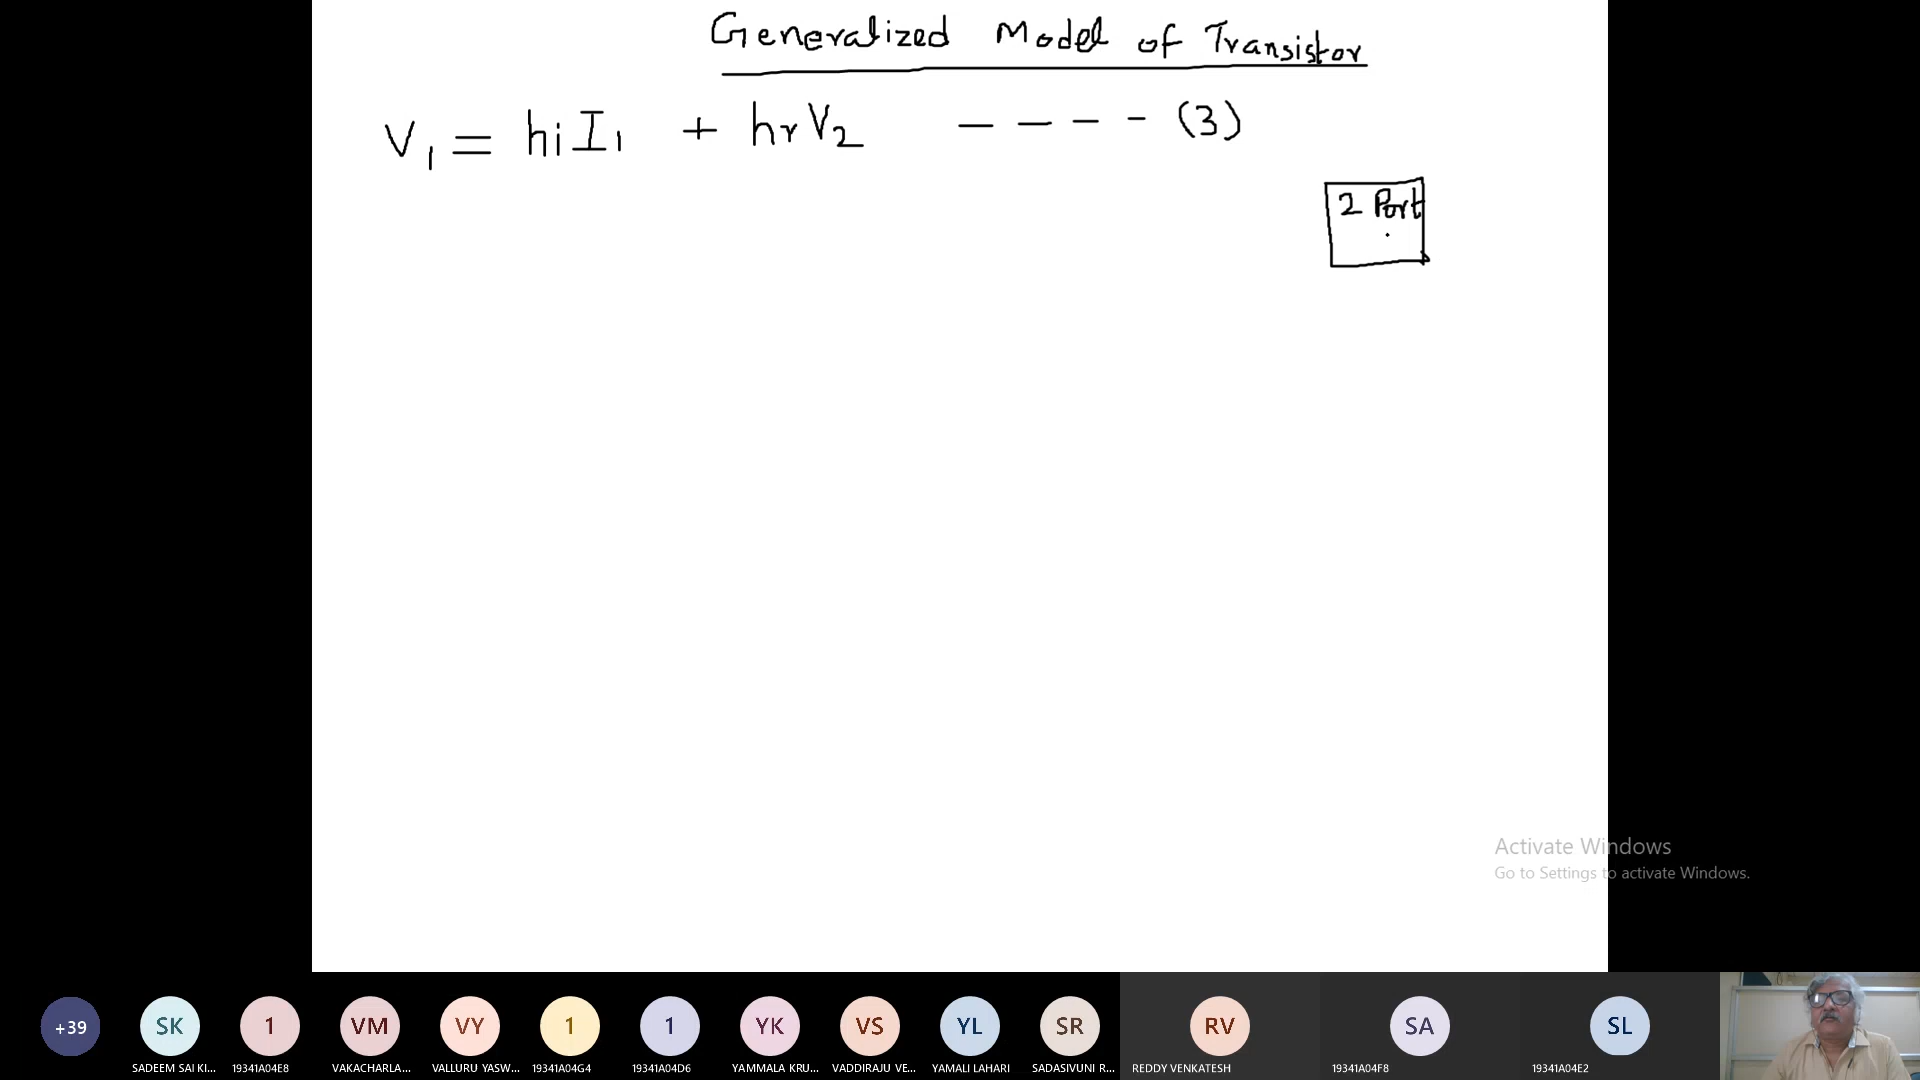 Generalized Model of Transistor
V1 = hiI1 + hrV2 ---- (3)
2 Port
Activate Windows
Go to Settings to activate Windows.
+39 SK 1 VM VY 1 1 YK VS YL SR RV SA SL
SADEEM SAI KI... 19341A04E8 VAKACHARLA... VALLURU YASW... 19341A04G4 19341A04D6 YAMMALA KRU... VADDIRAJU VE... YAMALI LAHARI SADASIVUNI R... REDDY VENKATESH 19341A04F8 19341A04E2